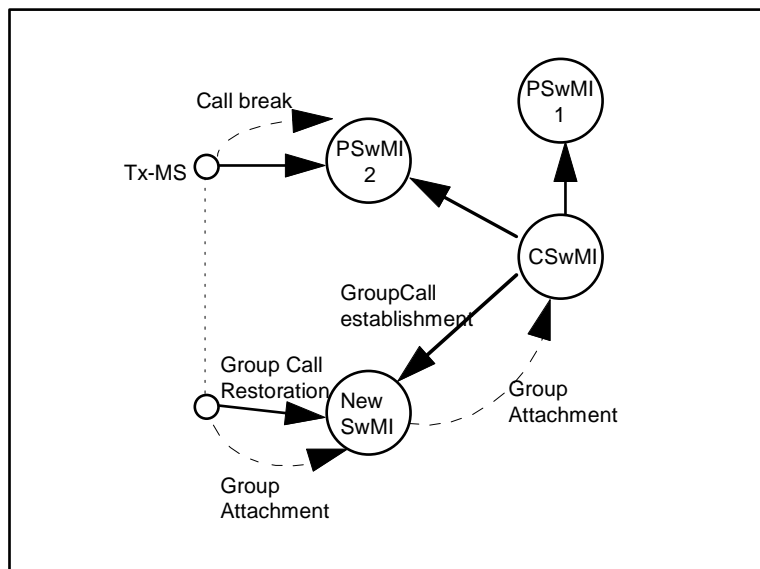 Call break
PSwMI
1
Tx-MS
PSwMI
2
CSwMI
GroupCall
establishment
Group Call
Restoration
New
SwMI
Group
Attachment
Group
Attachment